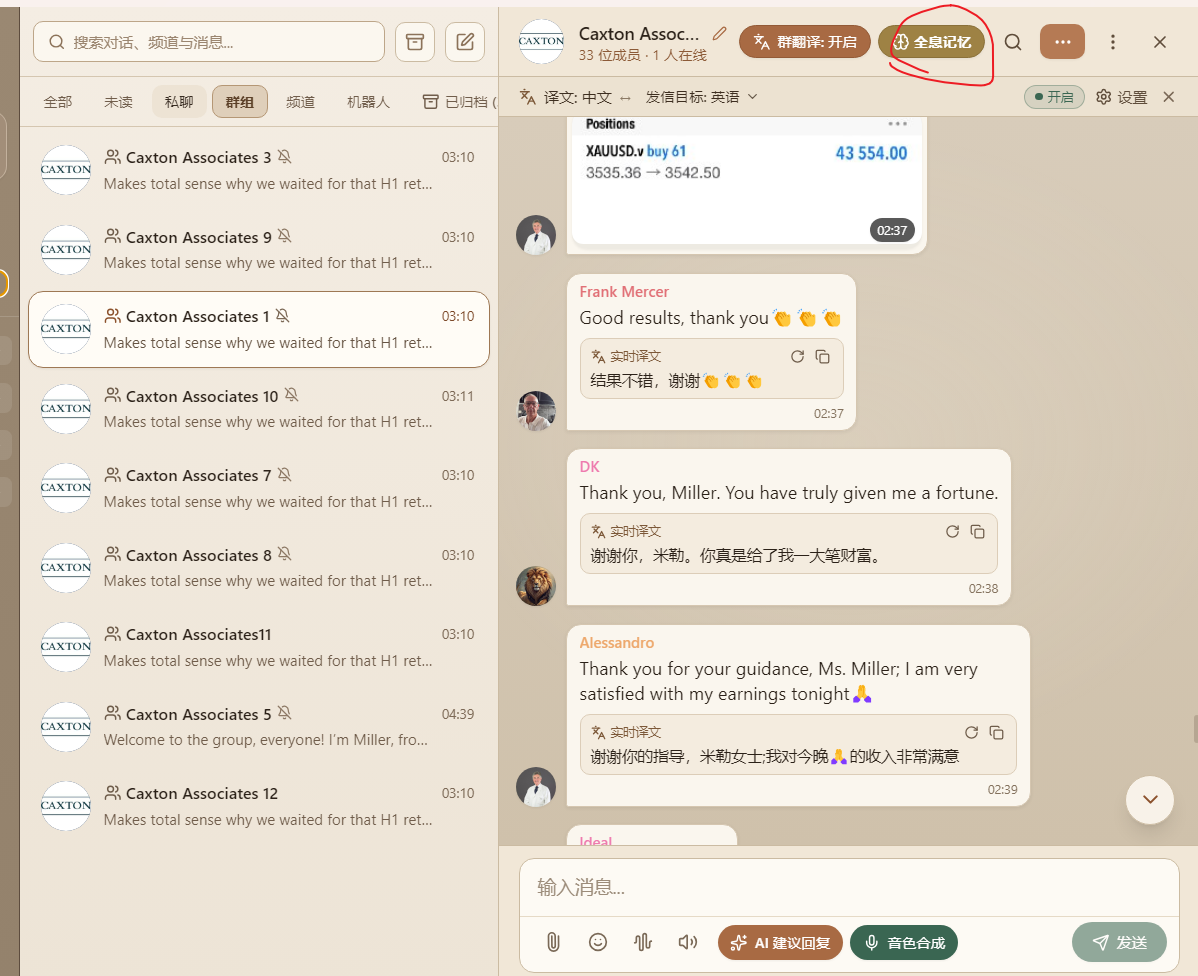 搜索对话、频道与消息...
全部 未读 私聊 群组 频道 机器人 已归档 (
CAXTON
Caxton Associates 3 03:10
Makes total sense why we waited for that H1 ret...
CAXTON
Caxton Associates 9 03:10
Makes total sense why we waited for that H1 ret...
CAXTON
Caxton Associates 1 03:10
Makes total sense why we waited for that H1 ret...
CAXTON
Caxton Associates 10 03:11
Makes total sense why we waited for that H1 ret...
CAXTON
Caxton Associates 7 03:10
Makes total sense why we waited for that H1 ret...
CAXTON
Caxton Associates 8 03:10
Makes total sense why we waited for that H1 ret...
CAXTON
Caxton Associates11 03:10
Makes total sense why we waited for that H1 ret...
CAXTON
Caxton Associates 5 04:39
Welcome to the group, everyone! I’m Miller, fro...
CAXTON
Caxton Associates 12 03:10
Makes total sense why we waited for that H1 ret...
CAXTON
Caxton Assoc... 群翻译: 开启 全息记忆
33 位成员 · 1 人在线
译文: 中文 ↔ 发信目标: 英语 开启 设置
Positions
XAUUSD.v buy 61 43 554.00
3535.36 → 3542.50
02:37
Frank Mercer
Good results, thank you👏👏👏
实时译文
结果不错，谢谢👏👏👏
02:37
DK
Thank you, Miller. You have truly given me a fortune.
实时译文
谢谢你，米勒。你真是给了我一大笔财富。
02:38
Alessandro
Thank you for your guidance, Ms. Miller; I am very
satisfied with my earnings tonight🙏
实时译文
谢谢你的指导，米勒女士;我对今晚🙏的收入非常满意
02:39
Ideal
输入消息...
AI 建议回复 音色合成 发送